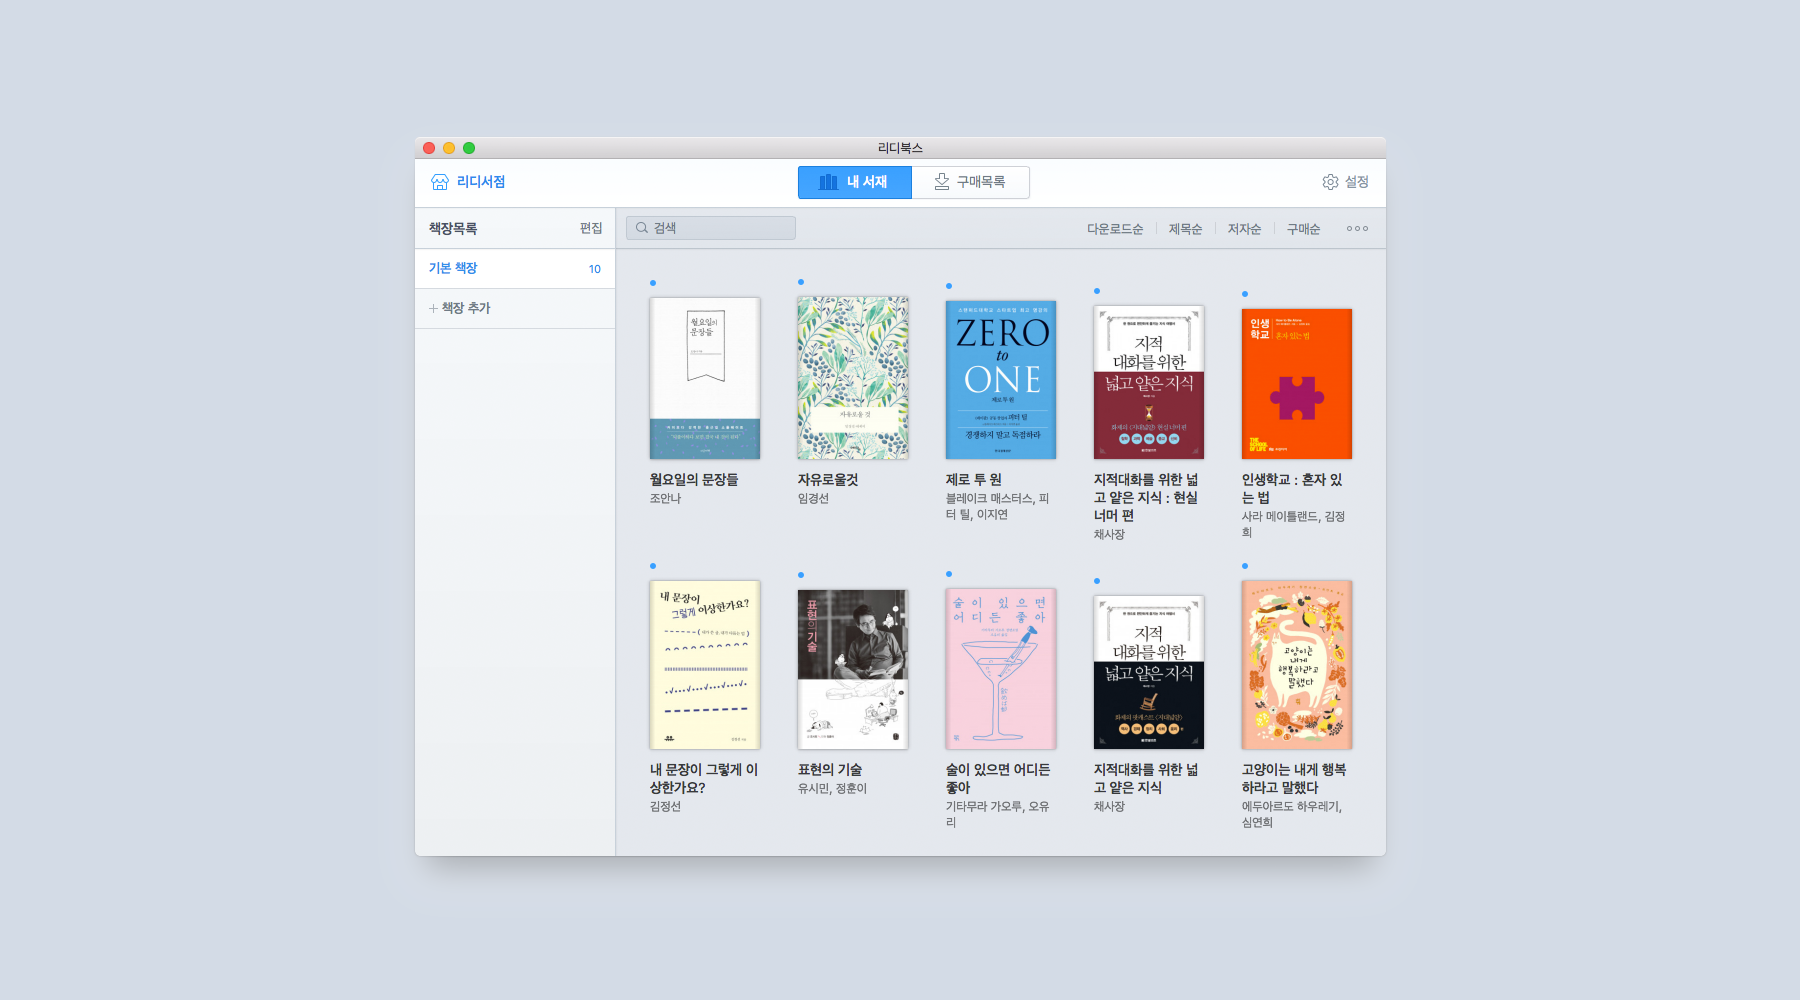 리디북스
리디서점
내 서재
구매목록
설정
책장목록
편집
검색
다운로드순
제목순
저자순
구매순
기본 책장
10
책장 추가
월요일의
문장들
자유로울 것
ZERO
to
ONE
제로 투 원
피터 틸
경쟁하지 말고 독점하라
지적
대화를 위한
넓고 얕은 지식
인생
학교
혼자 있는 법
THE
SCHOOL
OF LIFE
월요일의 문장들
조안나
자유로울것
임경선
제로 투 원
블레이크 매스터스, 피
터 틸, 이지연
지적대화를 위한 넓
고 얕은 지식 : 현실
너머 편
채사장
인생학교 : 혼자 있
는 법
사라 메이틀랜드, 김정
희
내 문장이
그렇게 이상한가요?
표현의 기술
술이 있으면
어디든 좋아
지적
대화를 위한
넓고 얕은 지식
고양이는
내게
행복하라고
말했다
내 문장이 그렇게 이
상한가요?
김정선
표현의 기술
유시민, 정훈이
술이 있으면 어디든
좋아
기타무라 가오루, 오유
리
지적대화를 위한 넓
고 얕은 지식
채사장
고양이는 내게 행복
하라고 말했다
에두아르도 하우레기,
심연희